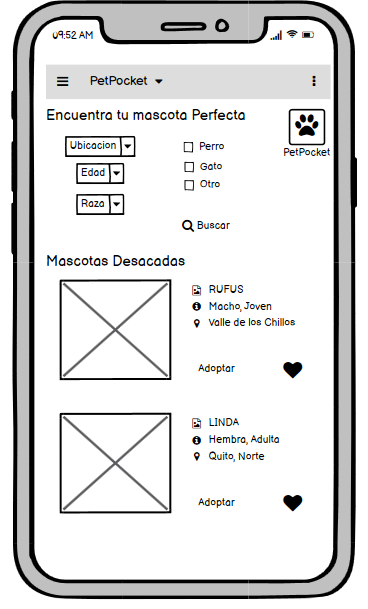 09:52 AM
PetPocket
Encuentra tu mascota Perfecta
PetPocket
Ubicacion
Perro
Edad
Gato
Otro
Raza
Buscar
Mascotas Desacadas
RUFUS
Macho, Joven
Valle de los Chillos
Adoptar
LINDA
Hembra, Adulta
Quito, Norte
Adoptar